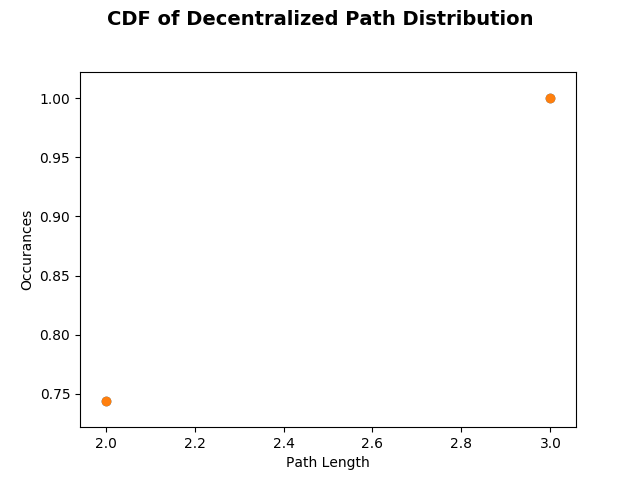 CDF of Decentralized Path Distribution
1.00
0.95
0.90
0.85
0.80
0.75
Occurances
2.0 2.2 2.4 2.6 2.8 3.0
Path Length